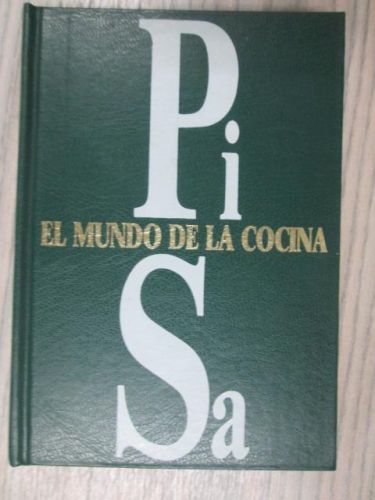 Pi
EL MUNDO DE LA COCINA
Sa